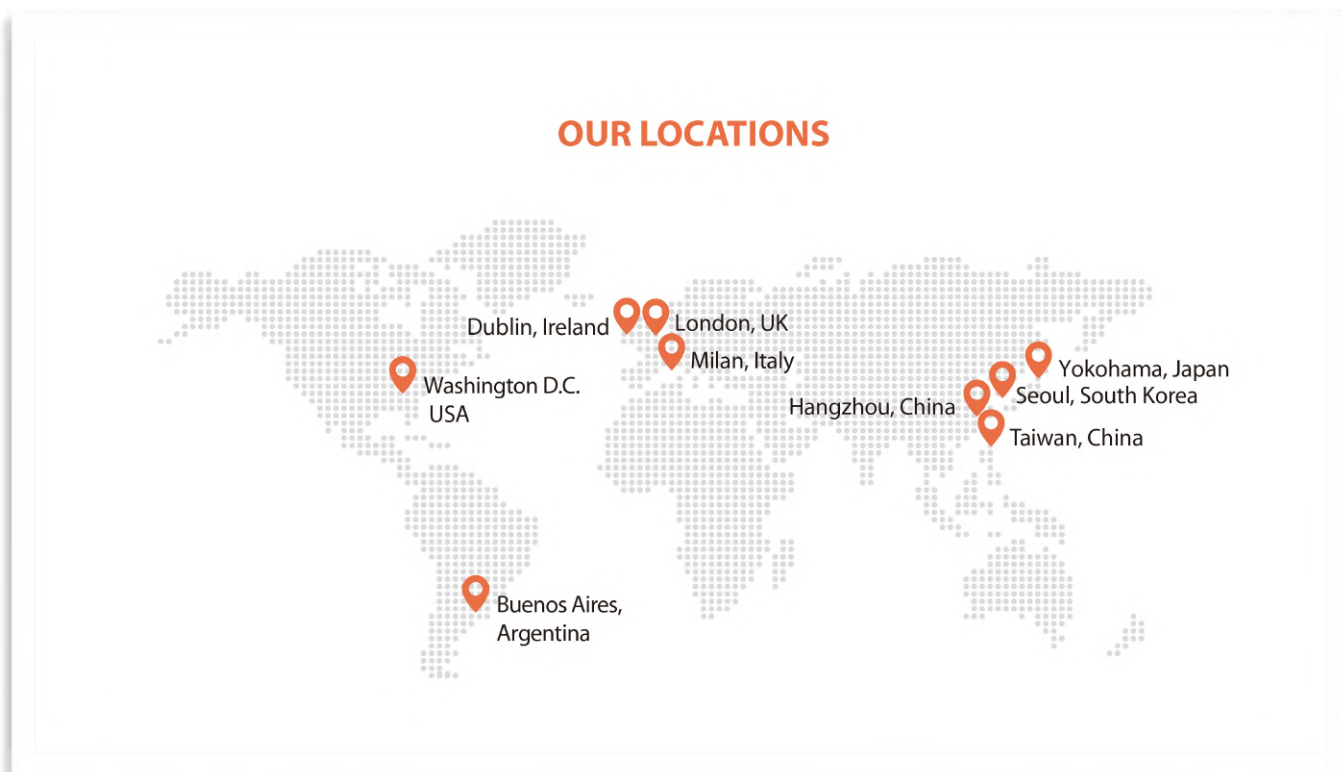 OUR LOCATIONS
Dublin, Ireland
London, UK
Milan, Italy
Washington D.C.
USA
Yokohama, Japan
Seoul, South Korea
Hangzhou, China
Taiwan, China
Buenos Aires,
Argentina